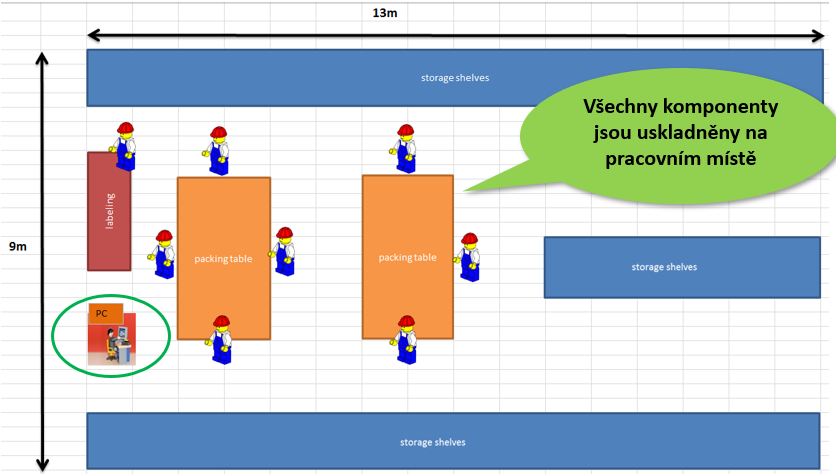 13m
storage shelves
Všechny komponenty
jsou uskladněny na
pracovním místě
labeling
9m
packing table
packing table
storage shelves
PC
storage shelves